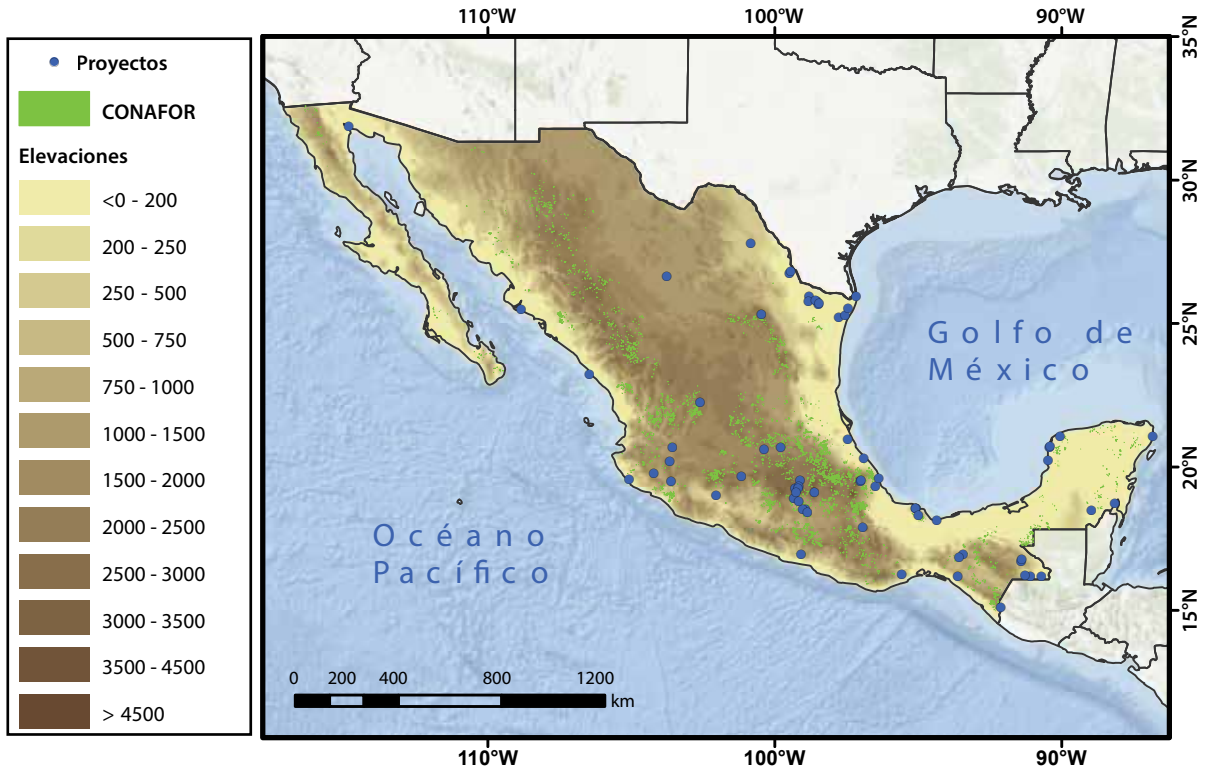 Proyectos
CONAFOR
Elevaciones
<0 - 200
200 - 250
250 - 500
500 - 750
750 - 1000
1000 - 1500
1500 - 2000
2000 - 2500
2500 - 3000
3000 - 3500
3500 - 4500
> 4500
110°W 100°W 90°W
35°N
30°N
25°N
20°N
15°N
Golfo de
México
Océano
Pacífico
0 200 400 800 1200
km
110°W 100°W 90°W